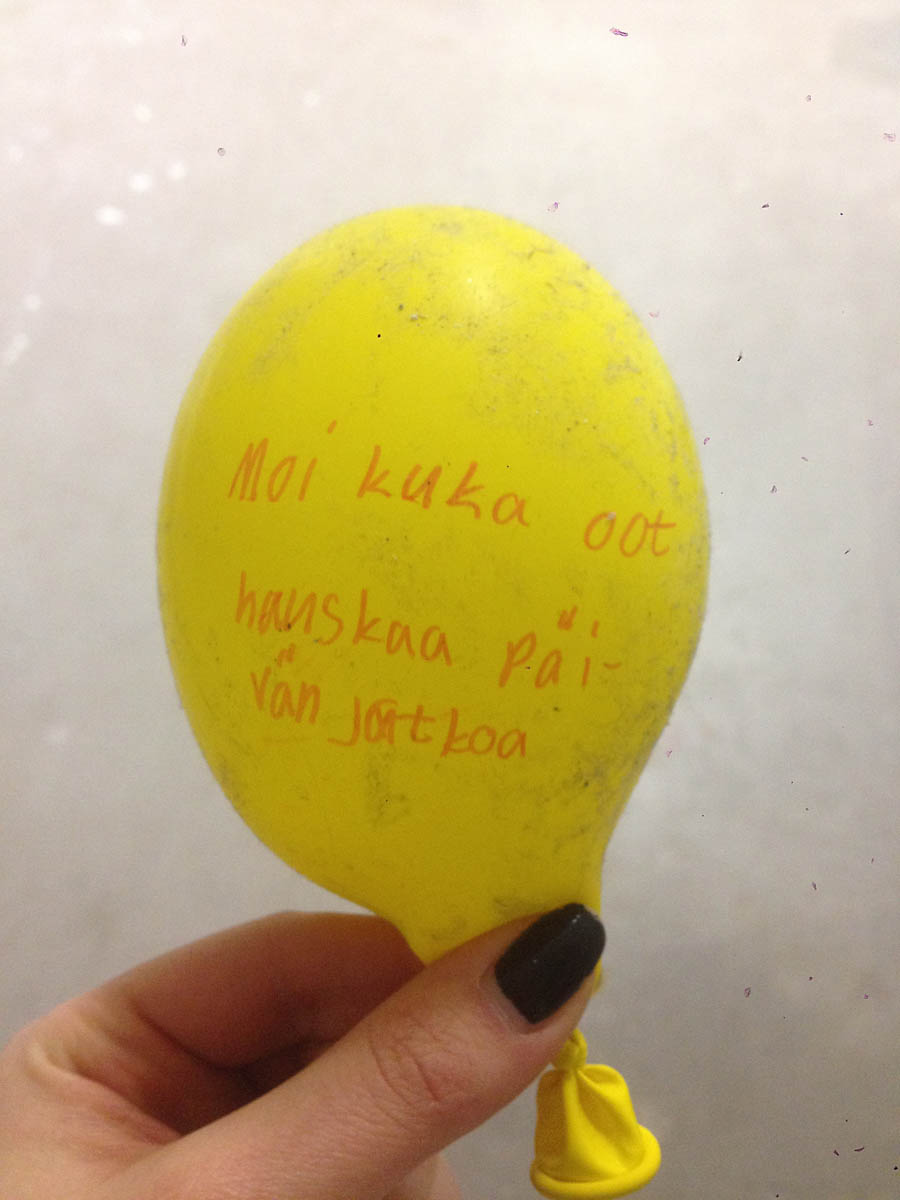 Moi kuka oot
hauskaa päi-
vän jatkoa